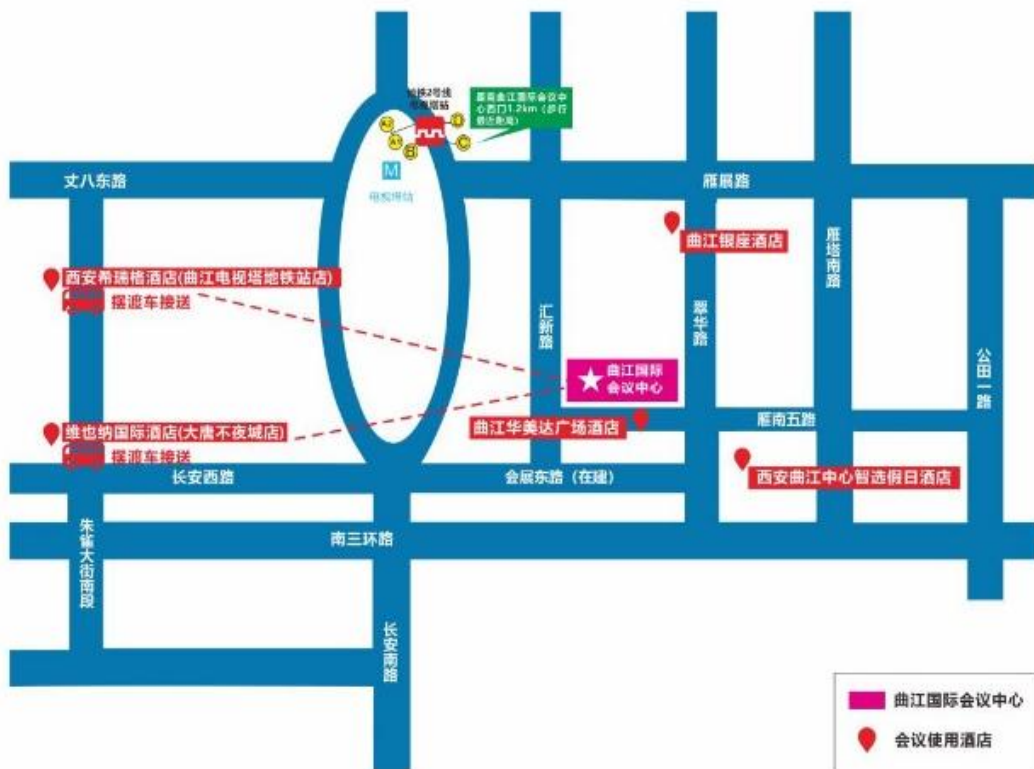 地铁2号线
电视塔站
A2
D
A1
B
C
距离曲江国际会议中
心西门1.2km（步行
最近距离）
M
电视塔站
丈八东路
雁展路
曲江银座酒店
雁塔南路
西安希瑞格酒店(曲江电视塔地铁站店)
摆渡车接送
汇新路
翠华路
公田一路
曲江国际
会议中心
维也纳国际酒店(大唐不夜城店)
摆渡车接送
曲江华美达广场酒店
雁南五路
长安西路
会展东路（在建）
西安曲江中心智选假日酒店
朱雀大街南段
南三环路
长安南路
曲江国际会议中心
会议使用酒店